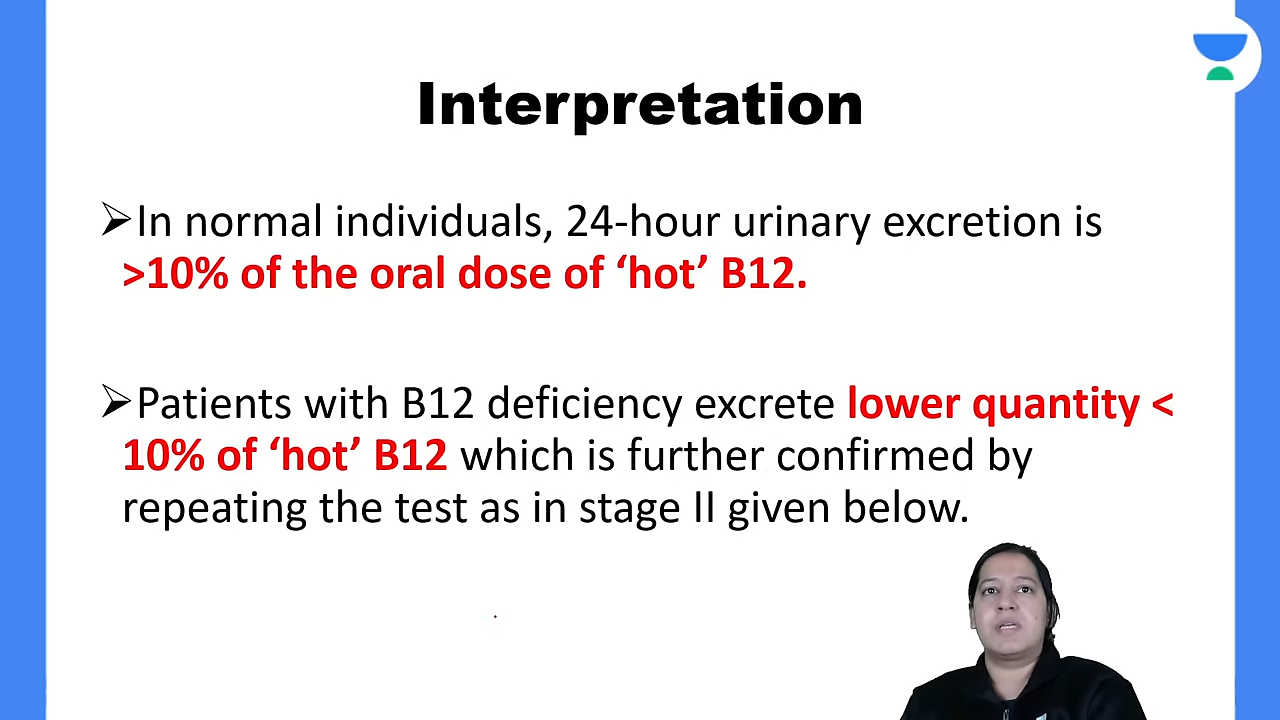 Interpretation
➢In normal individuals, 24-hour urinary excretion is
>10% of the oral dose of ‘hot’ B12.
➢Patients with B12 deficiency excrete lower quantity <
10% of ‘hot’ B12 which is further confirmed by
repeating the test as in stage II given below.